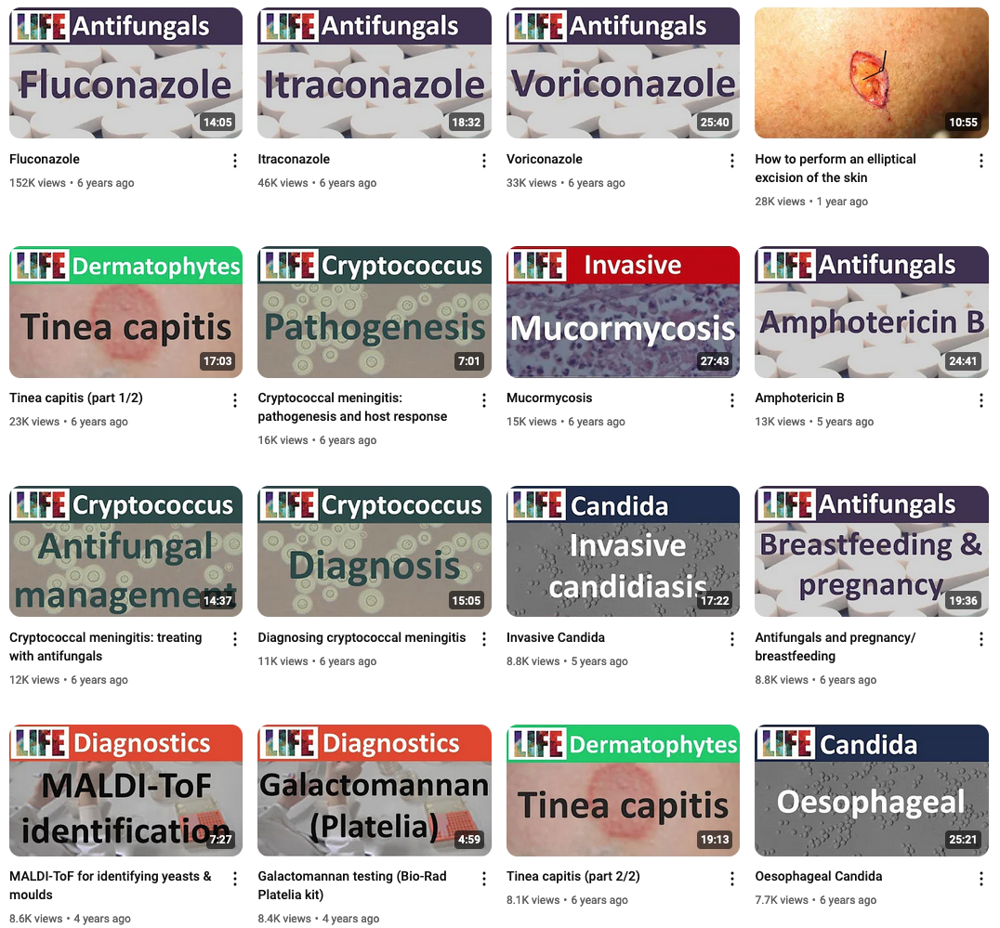 LIFE Antifungals
Fluconazole
14:05
Fluconazole
152K views • 6 years ago
LIFE Antifungals
Itraconazole
18:32
Itraconazole
46K views • 6 years ago
LIFE Antifungals
Voriconazole
25:40
Voriconazole
33K views • 6 years ago
10:55
How to perform an elliptical
excision of the skin
28K views • 1 year ago
LIFE Dermatophytes
Tinea capitis
17:03
Tinea capitis (part 1/2)
23K views • 6 years ago
LIFE Cryptococcus
Pathogenesis
7:01
Cryptococcal meningitis:
pathogenesis and host response
16K views • 6 years ago
LIFE Invasive
Mucormycosis
27:43
Mucormycosis
15K views • 6 years ago
LIFE Antifungals
Amphotericin B
24:41
Amphotericin B
13K views • 5 years ago
LIFE Cryptococcus
Antifungal
management
14:37
Cryptococcal meningitis: treating
with antifungals
12K views • 6 years ago
LIFE Cryptococcus
Diagnosis
15:05
Diagnosing cryptococcal meningitis
11K views • 6 years ago
LIFE Candida
Invasive
candidiasis
17:22
Invasive Candida
8.8K views • 5 years ago
LIFE Antifungals
Breastfeeding &
pregnancy
19:36
Antifungals and pregnancy/
breastfeeding
8.8K views • 6 years ago
LIFE Diagnostics
MALDI-ToF
identification
7:27
MALDI-ToF for identifying yeasts &
moulds
8.6K views • 4 years ago
LIFE Diagnostics
Galactomannan
(Platelia)
4:59
Galactomannan testing (Bio-Rad
Platelia kit)
8.4K views • 4 years ago
LIFE Dermatophytes
Tinea capitis
19:13
Tinea capitis (part 2/2)
8.1K views • 6 years ago
LIFE Candida
Oesophageal
25:21
Oesophageal Candida
7.7K views • 6 years ago